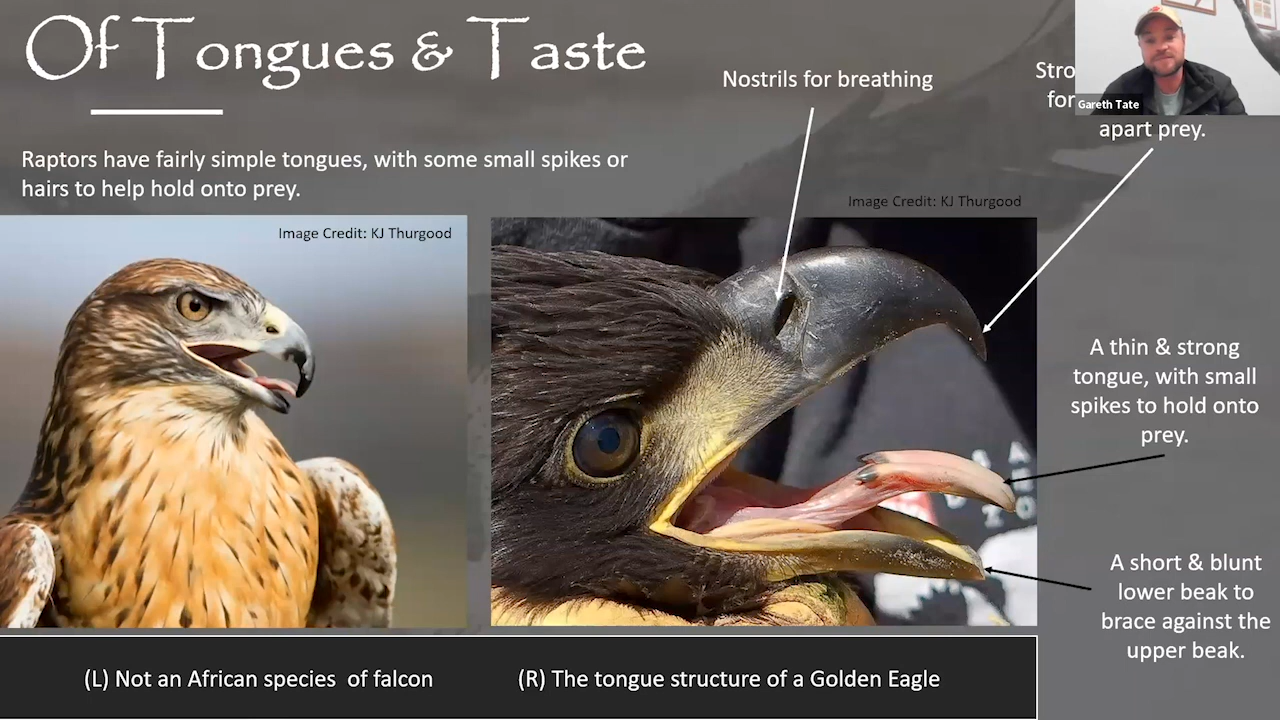 Of Tongues & Taste
Raptors have fairly simple tongues, with some small spikes or
hairs to help hold onto prey.
Image Credit: KJ Thurgood
Nostrils for breathing
Image Credit: KJ Thurgood
for
apart prey.
Gareth Tate
A thin & strong
tongue, with small
spikes to hold onto
prey.
A short & blunt
lower beak to
brace against the
upper beak.
(L) Not an African species of falcon
(R) The tongue structure of a Golden Eagle